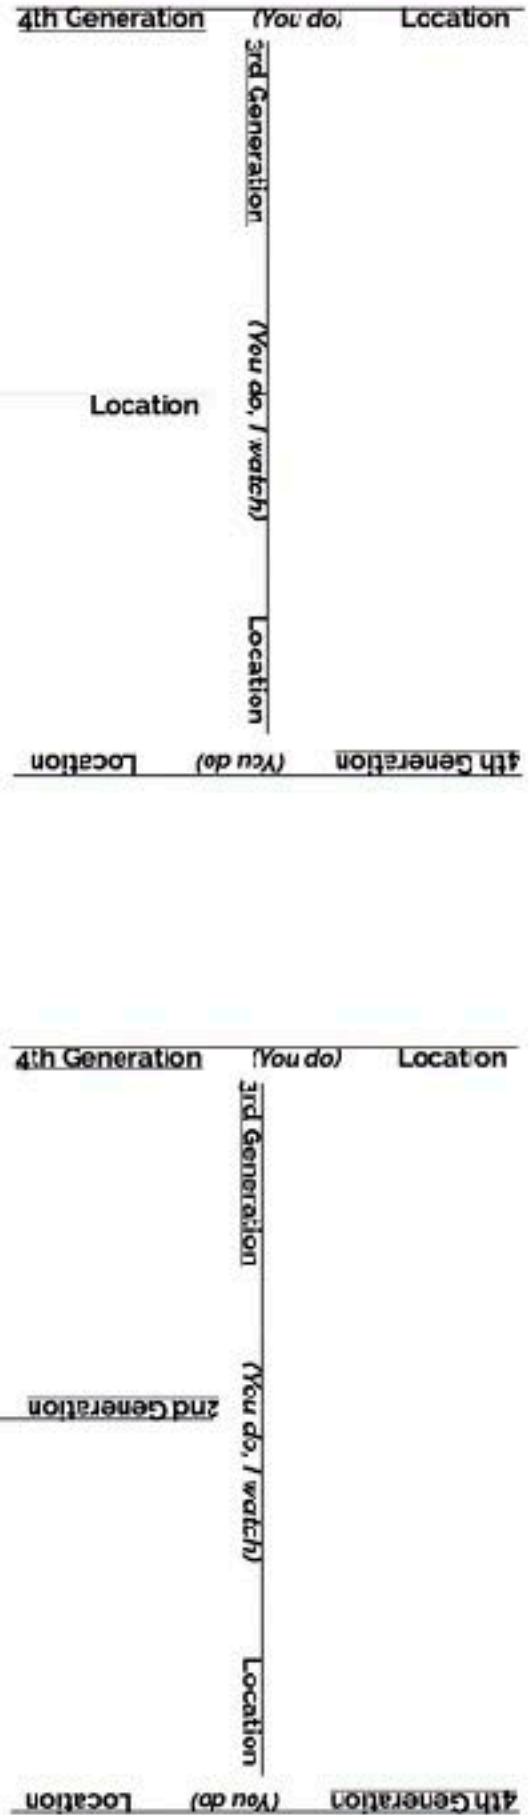 4th Generation (You do) Location
3rd Generation (You do, I watch) Location
Location
4th Generation (You do) Location
4th Generation (You do) Location
3rd Generation (You do, I watch) Location
2nd Generation
4th Generation (You do) Location